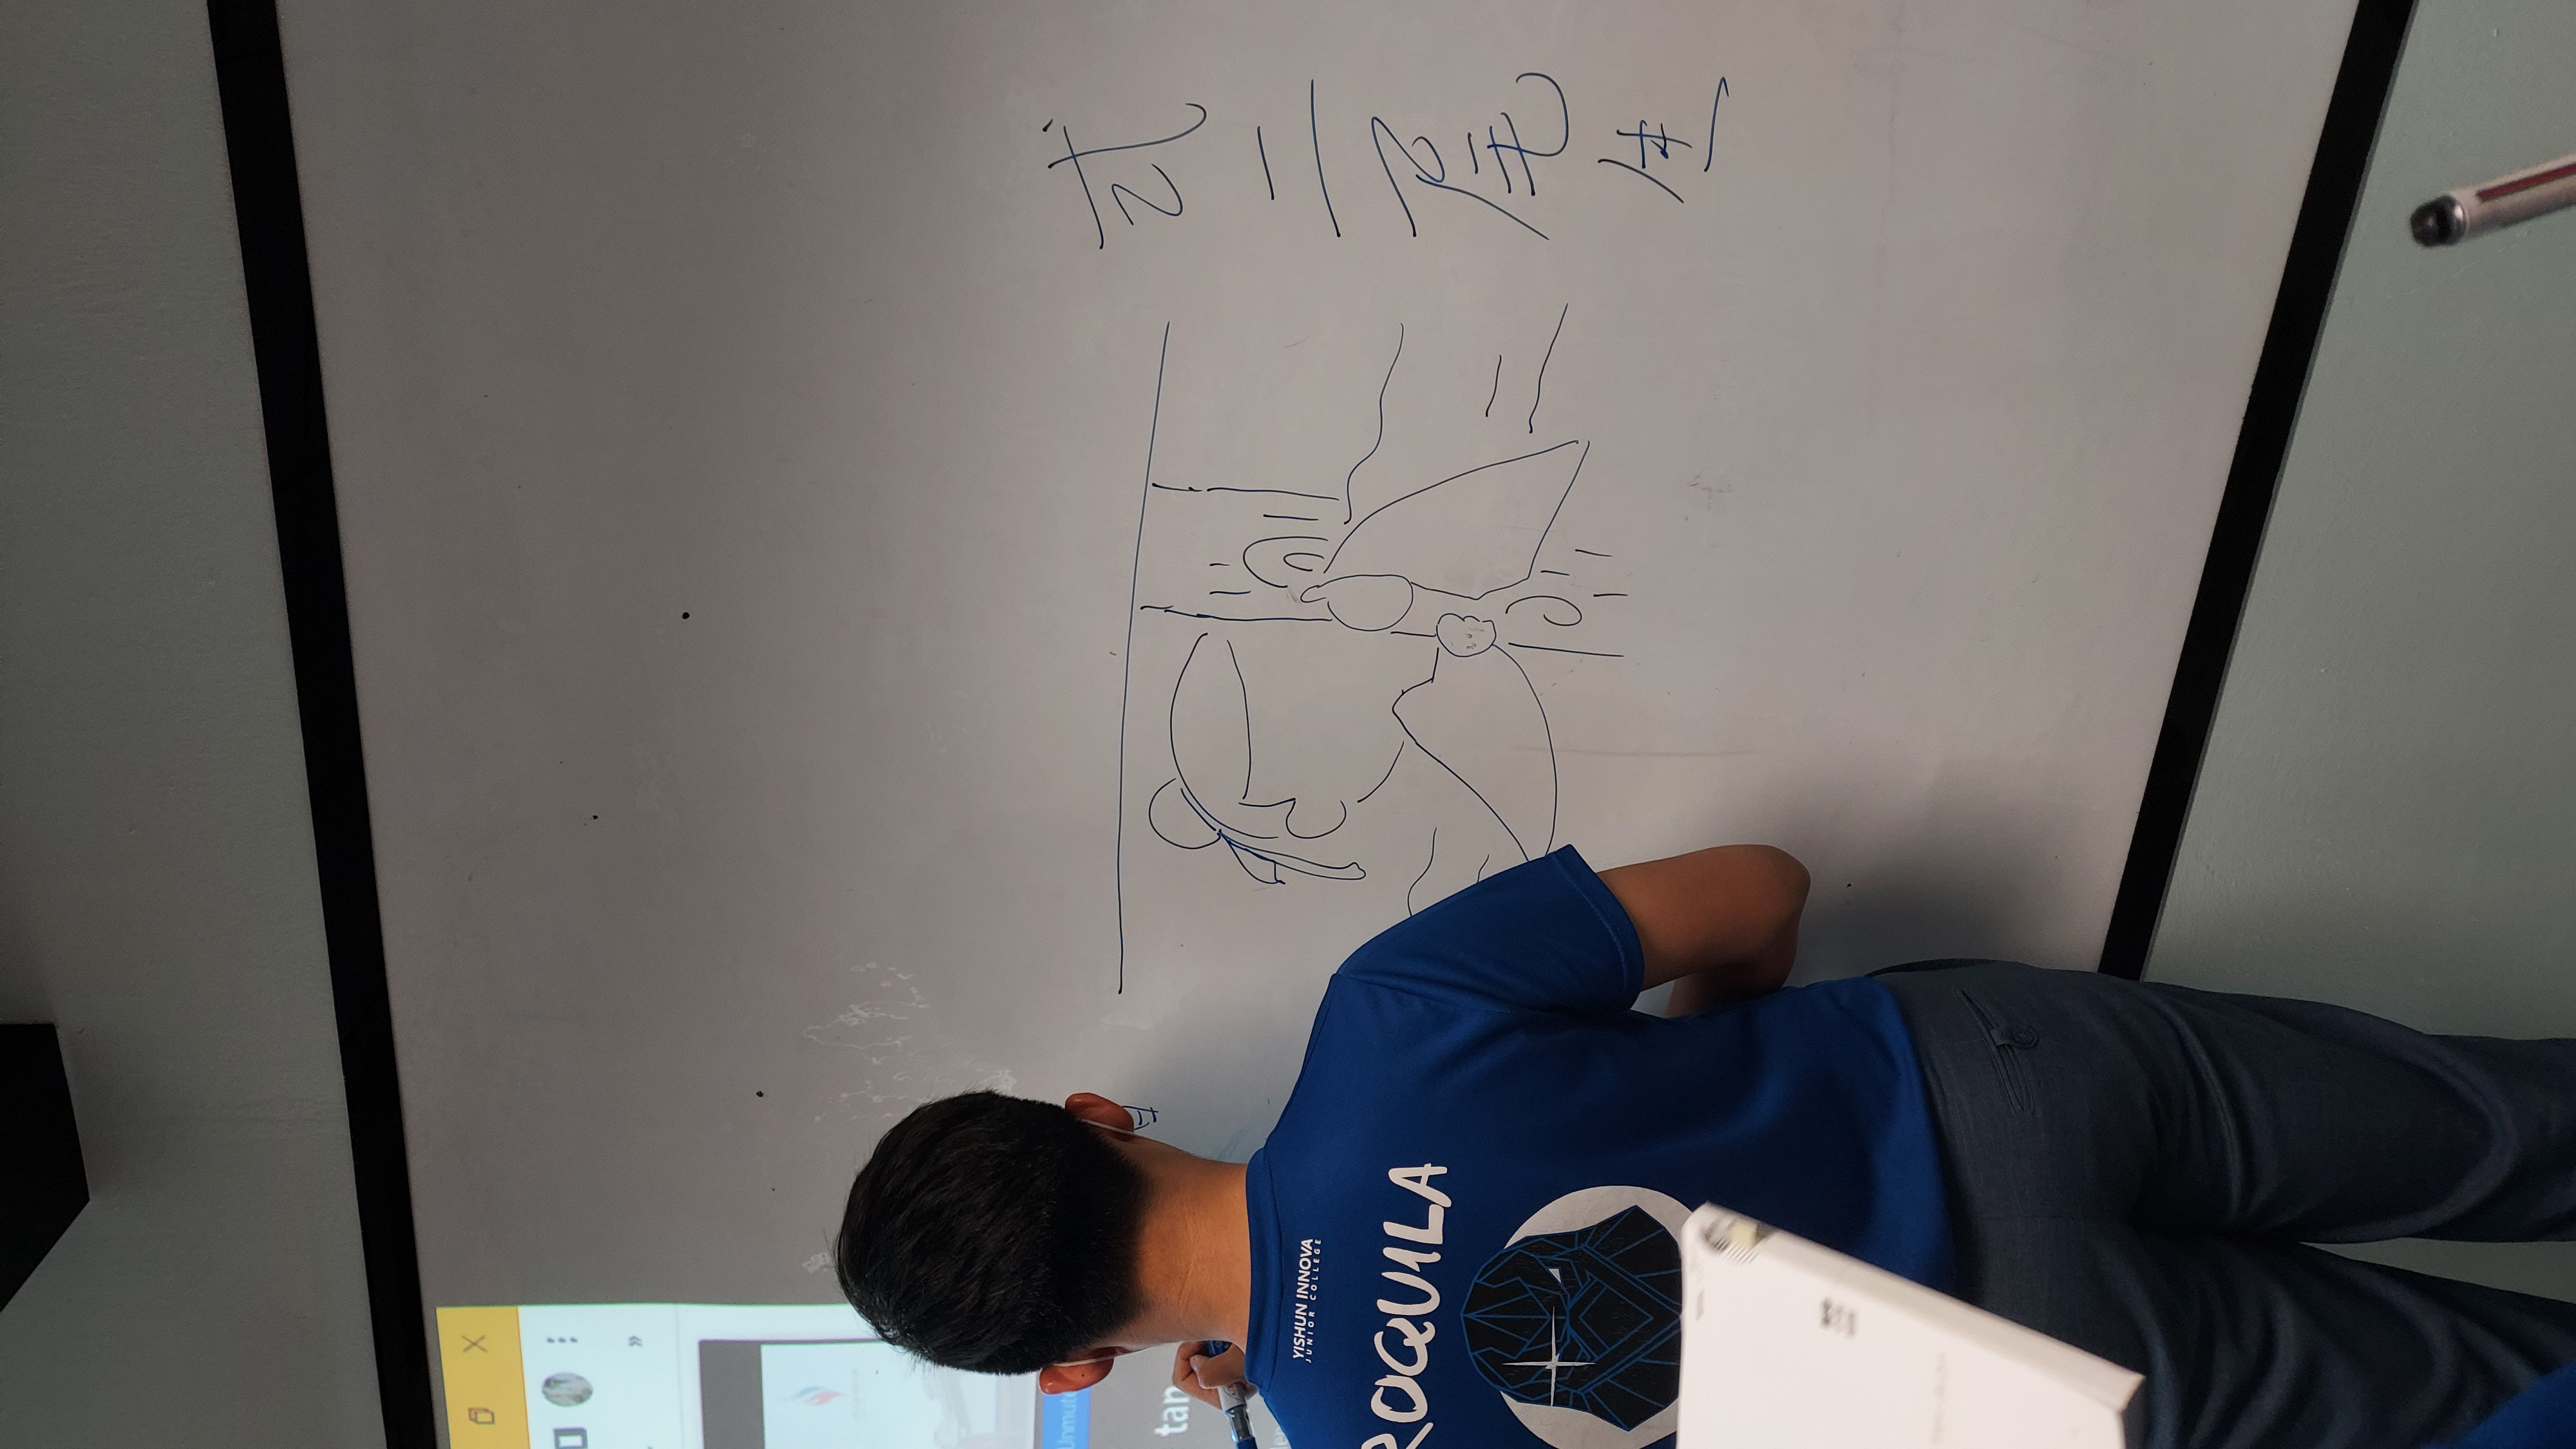 Unmute
tan
YISHUN INNOVA
JUNIOR COLLEGE
ROQUILA
式二尾生